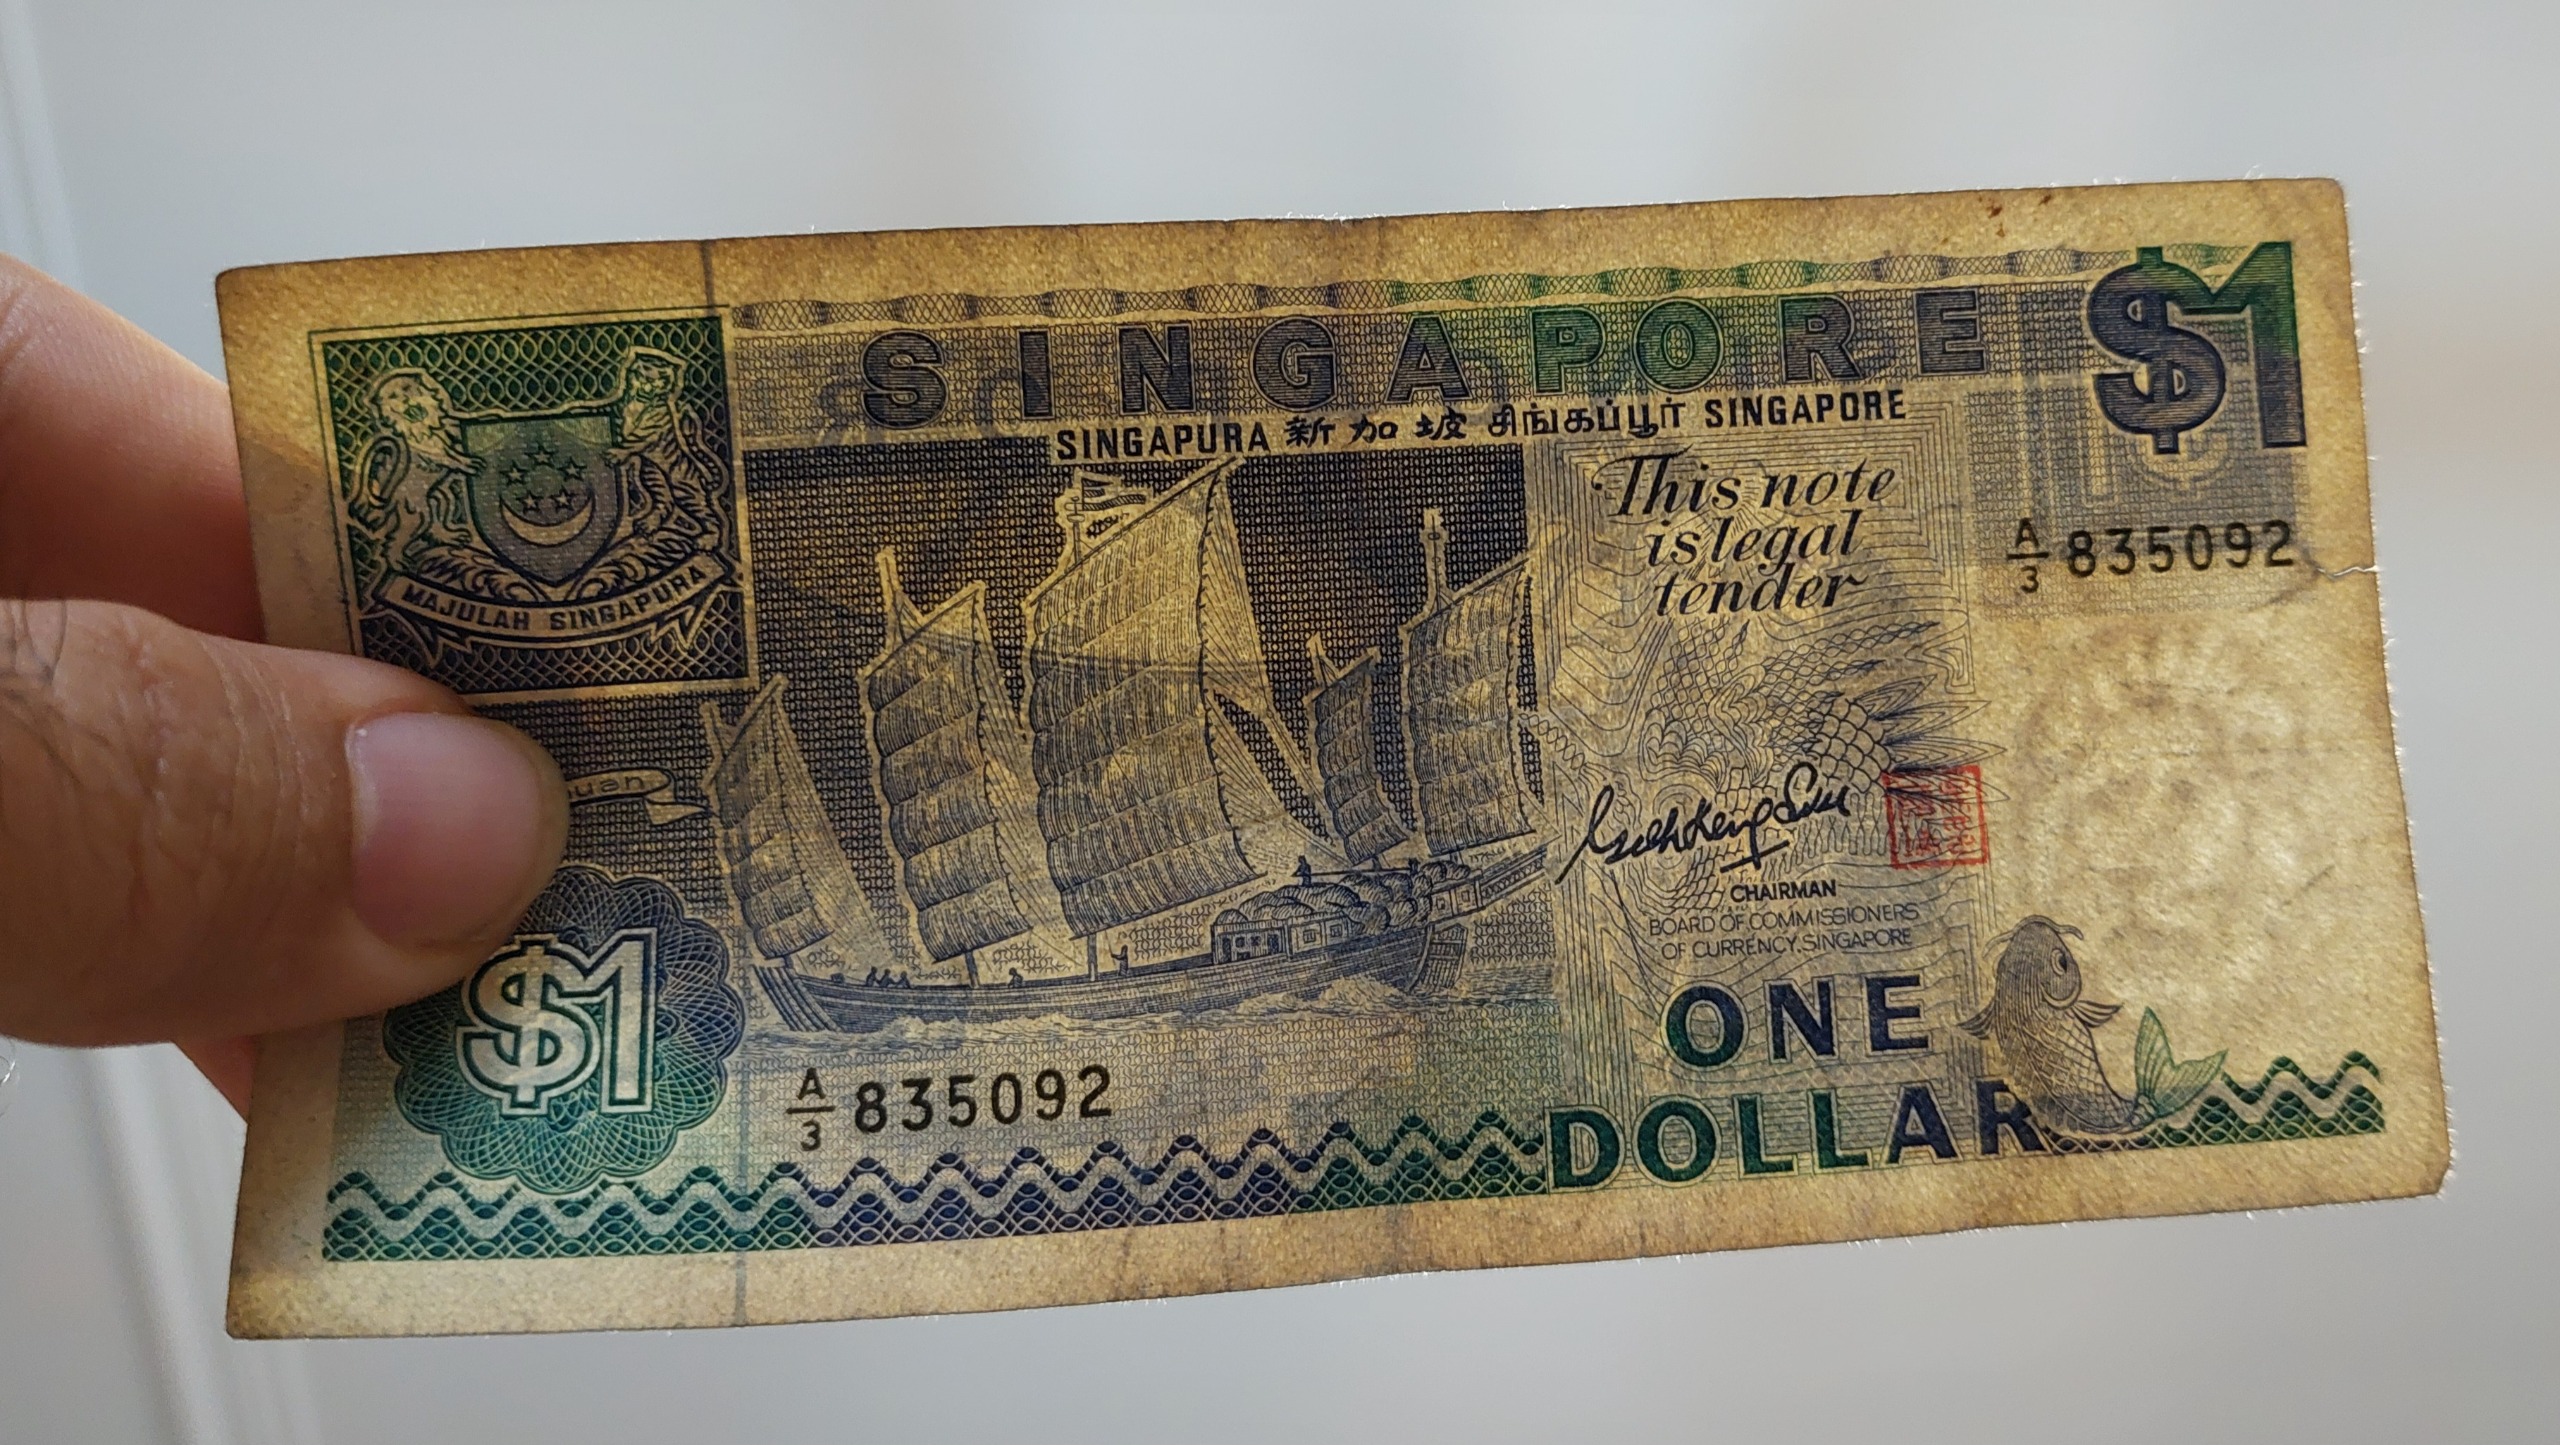 SINGAPORE
$1
SINGAPURA 新加坡 சிங்கப்பூர் SINGAPORE
MAJULAH SINGAPURA
This note
is legal
tender
A/3 835092
CHAIRMAN
BOARD OF COMMISSIONERS
OF CURRENCY, SINGAPORE
$1
A/3 835092
ONE
DOLLAR